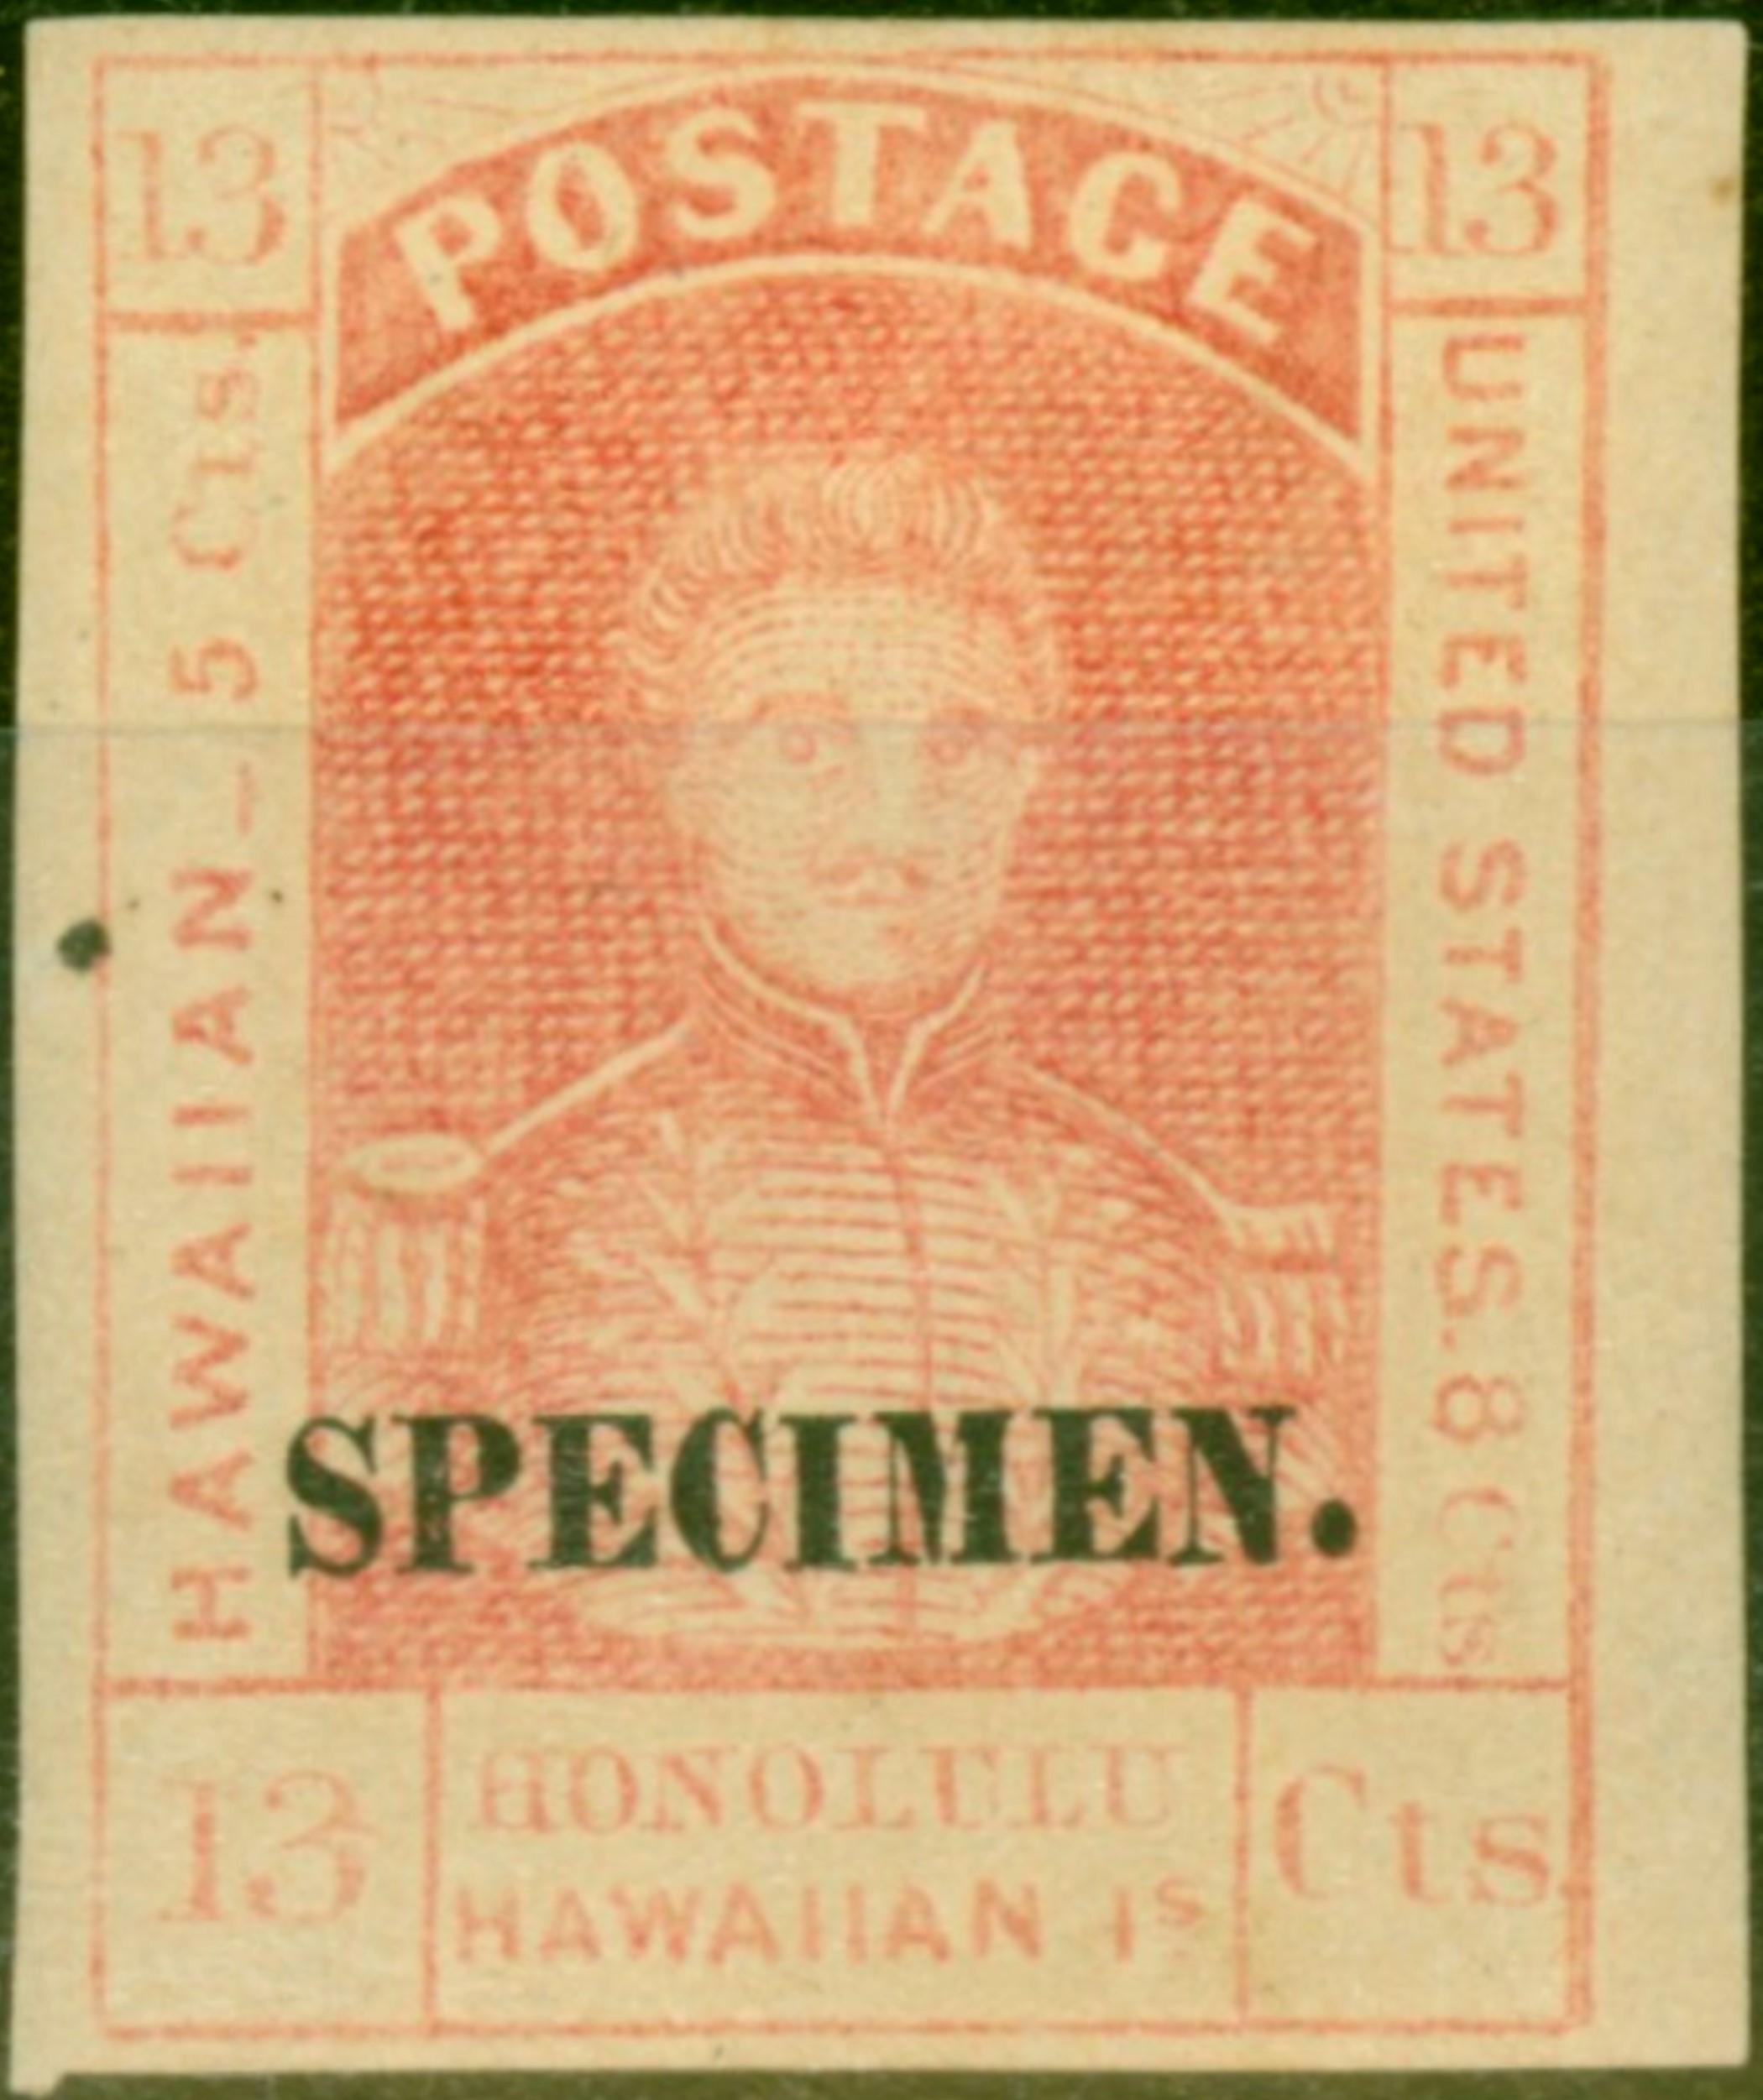 13
POSTAGE
13
HAWAIIAN_5 Cts.
UNITED STATES.8 Cts
SPECIMEN.
13
HONOLULU
HAWAIIAN Is
Cts